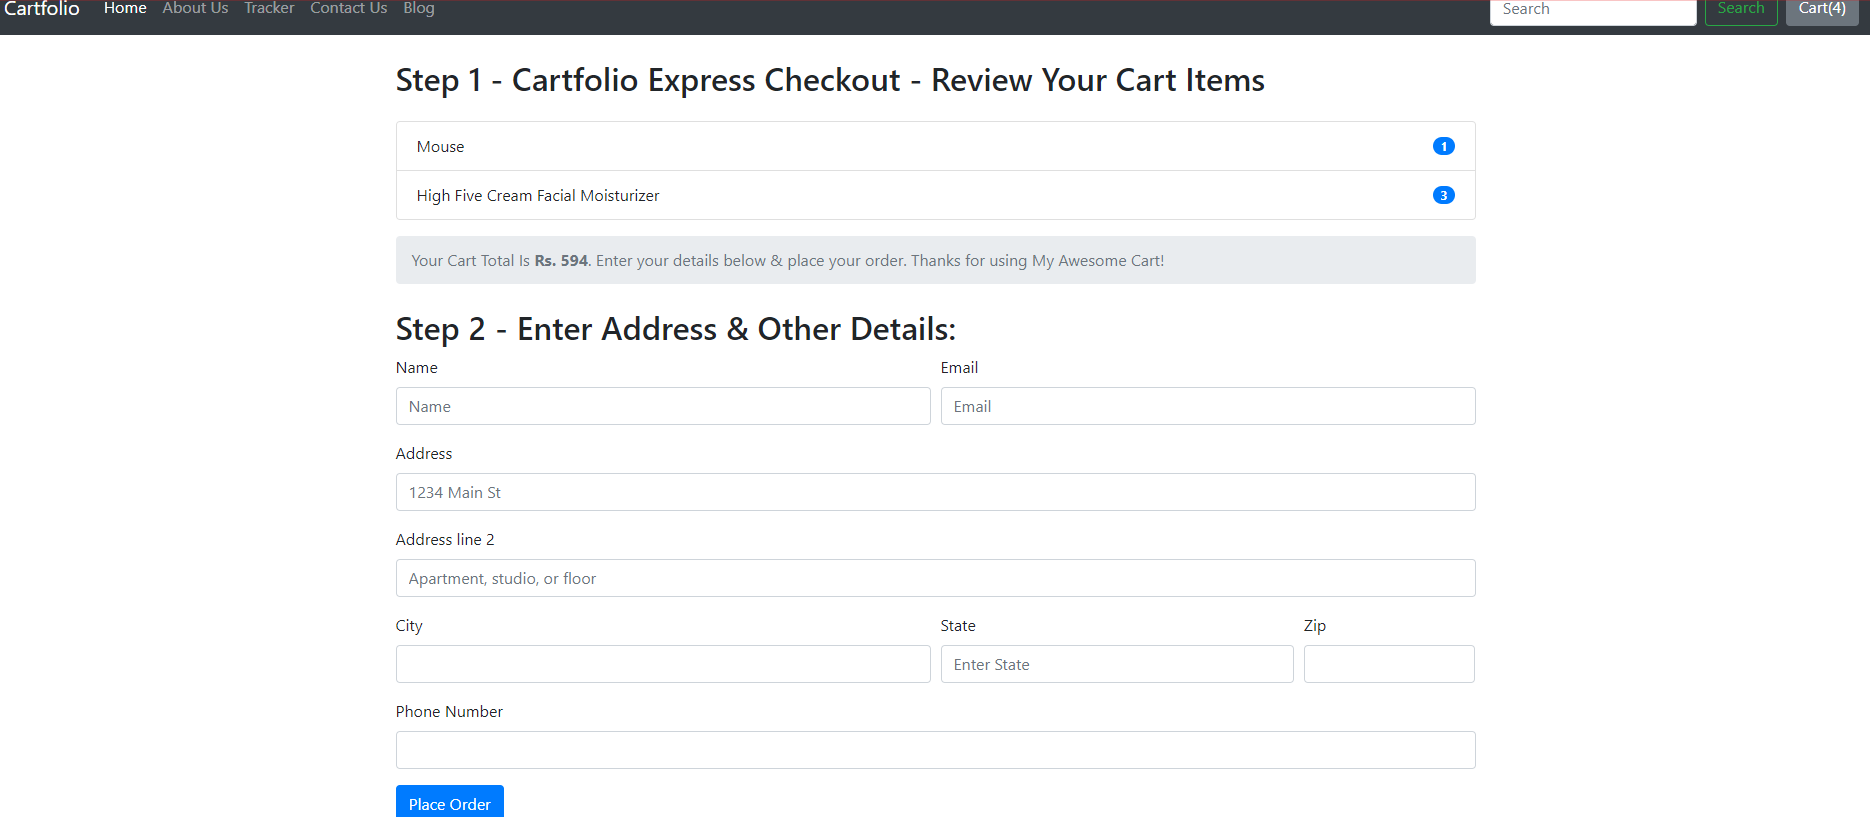 Cartfolio Home About Us Tracker Contact Us Blog Search Search Cart(4)
Step 1 - Cartfolio Express Checkout - Review Your Cart Items
Mouse 1
High Five Cream Facial Moisturizer 3
Your Cart Total Is Rs. 594. Enter your details below & place your order. Thanks for using My Awesome Cart!
Step 2 - Enter Address & Other Details:
Name Email
Name Email
Address
1234 Main St
Address line 2
Apartment, studio, or floor
City State Zip
Enter State
Phone Number
Place Order